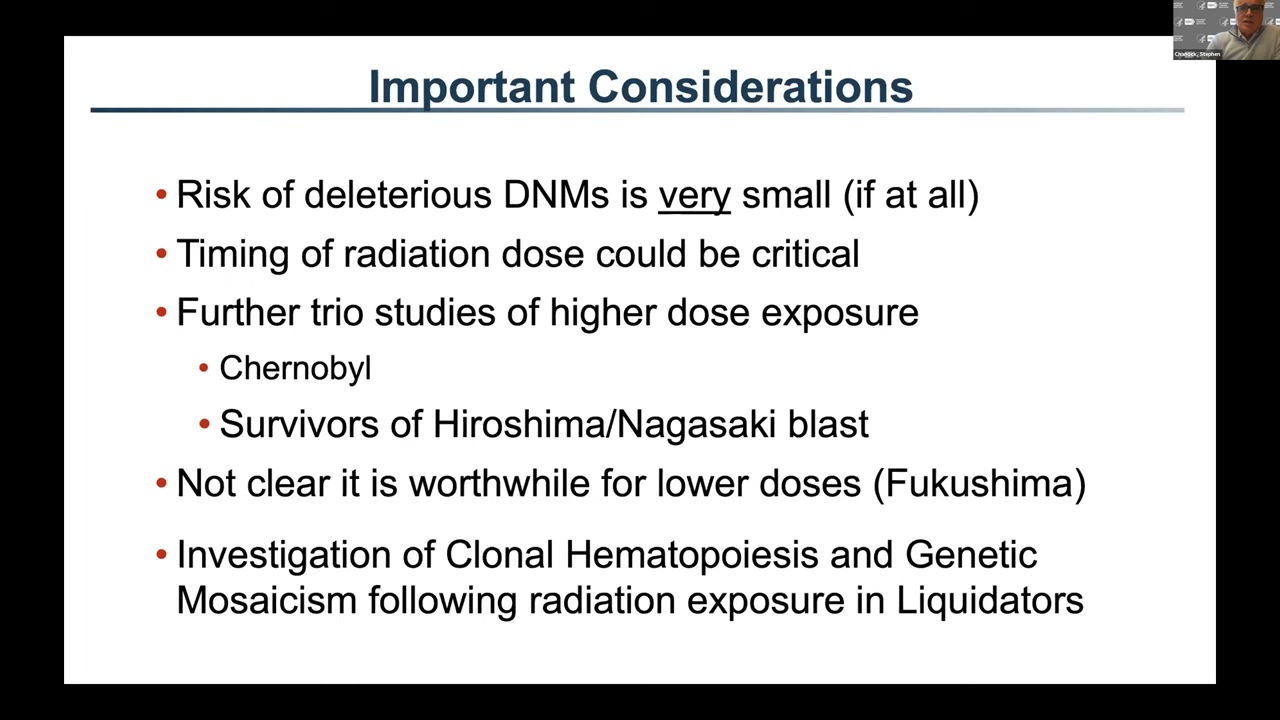 Important Considerations
• Risk of deleterious DNMs is very small (if at all)
• Timing of radiation dose could be critical
• Further trio studies of higher dose exposure
• Chernobyl
• Survivors of Hiroshima/Nagasaki blast
• Not clear it is worthwhile for lower doses (Fukushima)
• Investigation of Clonal Hematopoiesis and Genetic
Mosaicism following radiation exposure in Liquidators
Chanock, Stephen